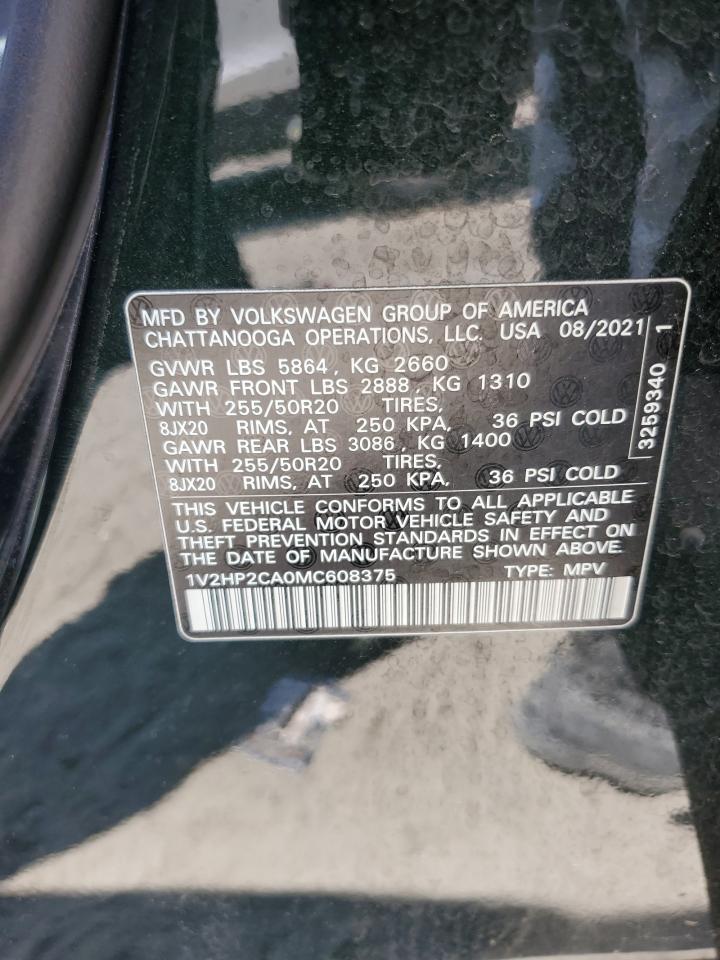 MFD BY VOLKSWAGEN GROUP OF AMERICA
CHATTANOOGA OPERATIONS, LLC. USA 08/2021
GVWR LBS 5864, KG 2660
GAWR FRONT LBS 2888, KG 1310
WITH 255/50R20 TIRES,
8JX20 RIMS, AT 250 KPA, 36 PSI COLD
GAWR REAR LBS 3086, KG 1400
WITH 255/50R20 TIRES,
8JX20 RIMS, AT 250 KPA, 36 PSI COLD
THIS VEHICLE CONFORMS TO ALL APPLICABLE
U.S. FEDERAL MOTOR VEHICLE SAFETY AND
THEFT PREVENTION STANDARDS IN EFFECT ON
THE DATE OF MANUFACTURE SHOWN ABOVE.
1V2HP2CA0MC608375 TYPE: MPV
3259340 1